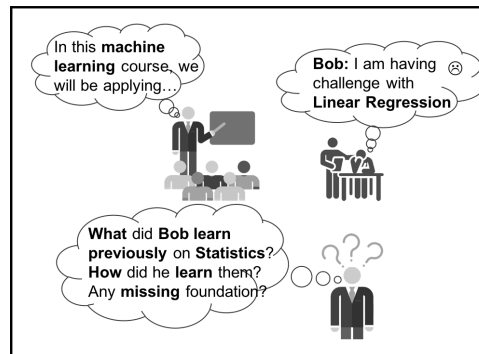 In this machine
learning course, we
will be applying…
Bob: I am having
challenge with
Linear Regression
What did Bob learn
previously on Statistics?
How did he learn them?
Any missing foundation?